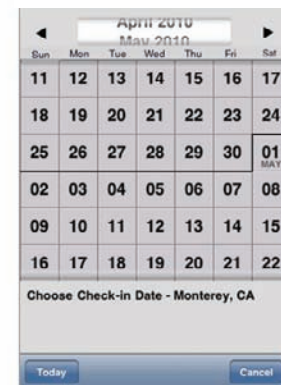 April 2010
May 2010
Sun Mon Tue Wed Thu Fri Sat
11 12 13 14 15 16 17
18 19 20 21 22 23 24
25 26 27 28 29 30 01
MAY
02 03 04 05 06 07 08
09 10 11 12 13 14 15
16 17 18 19 20 21 22
Choose Check-in Date - Monterey, CA
Today Cancel